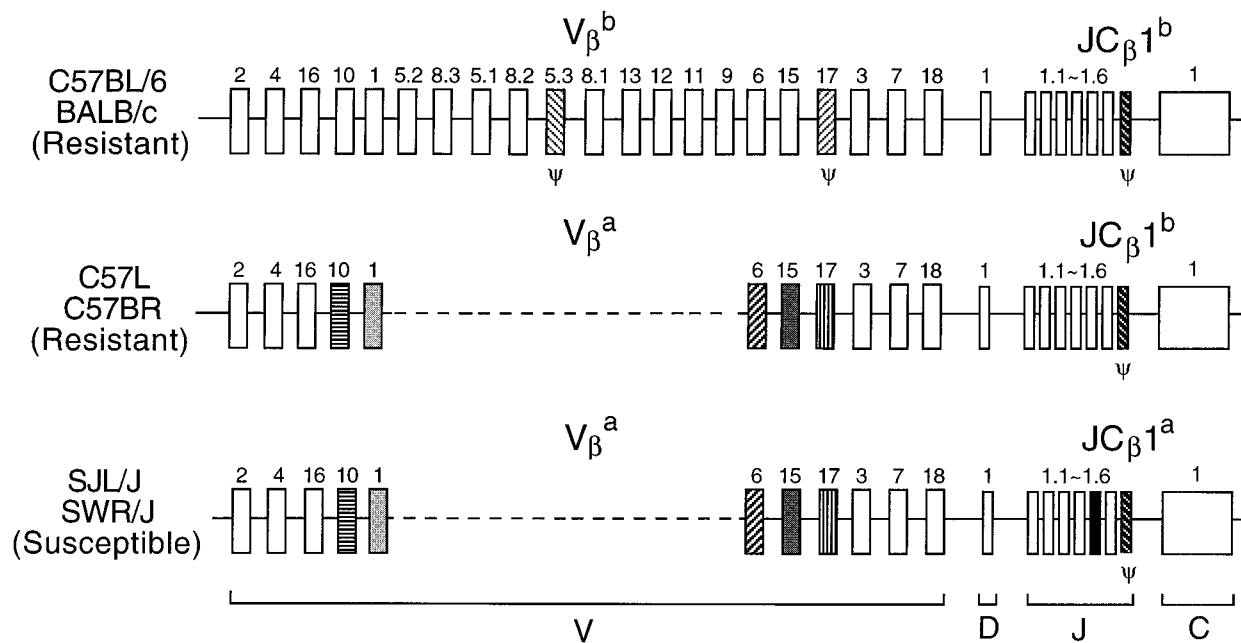 Vβb JCβ1b
C57BL/6
BALB/c
(Resistant)
2 4 16 10 1 5.2 8.3 5.1 8.2 5.3 8.1 13 12 11 9 6 15 17 3 7 18 1 1.1~1.6 1
ψ ψ ψ
Vβa JCβ1b
C57L
C57BR
(Resistant)
2 4 16 10 1 6 15 17 3 7 18 1 1.1~1.6 1
ψ
Vβa JCβ1a
SJL/J
SWR/J
(Susceptible)
2 4 16 10 1 6 15 17 3 7 18 1 1.1~1.6 1
ψ
V D J C